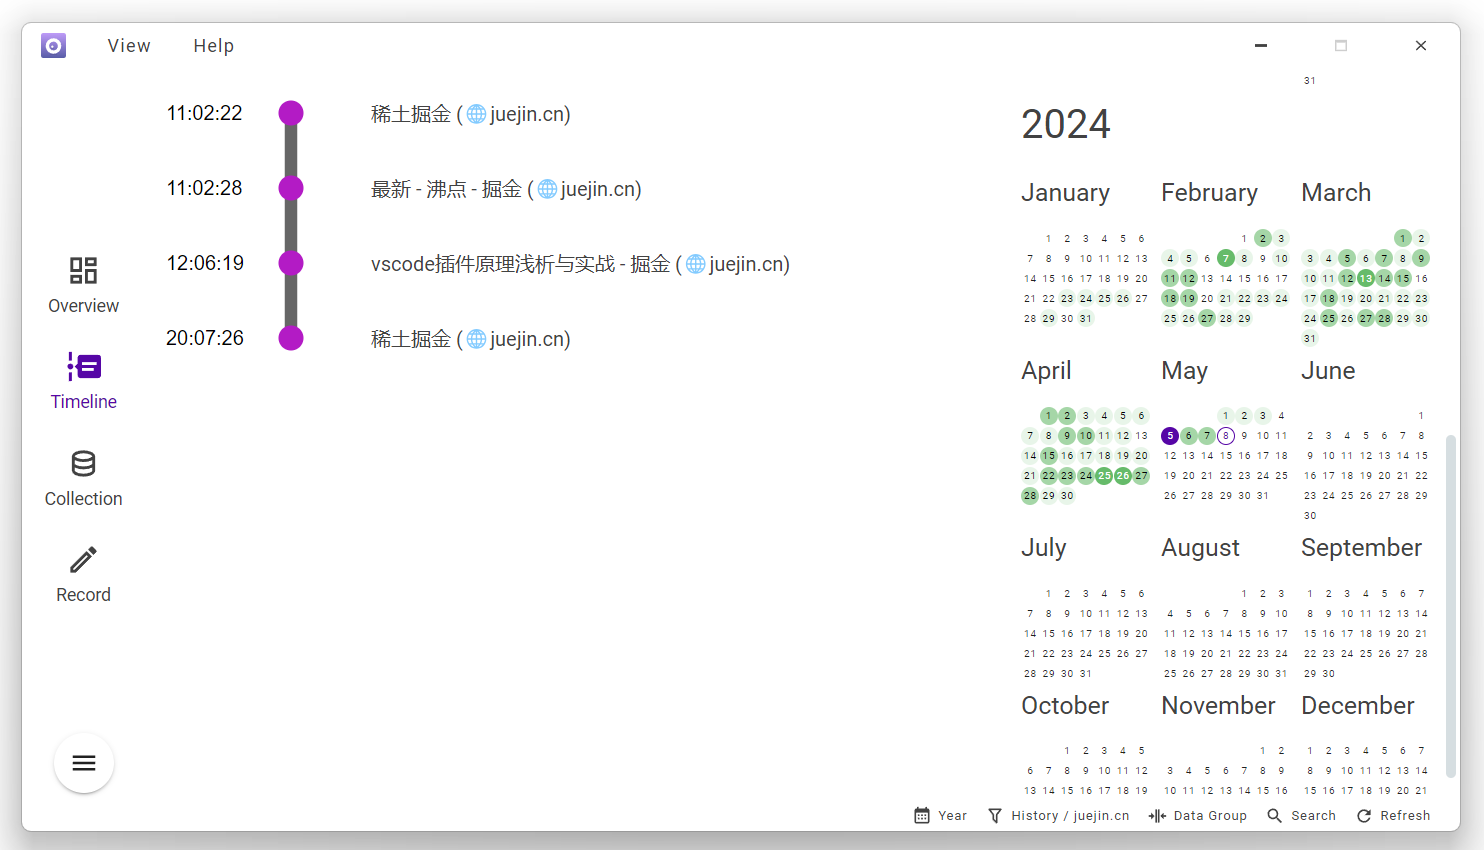 View Help
11:02:22 稀土掘金 (juejin.cn)
11:02:28 最新 - 沸点 - 掘金 (juejin.cn)
12:06:19 vscode插件原理浅析与实战 - 掘金 (juejin.cn)
20:07:26 稀土掘金 (juejin.cn)
Overview
Timeline
Collection
Record
31
2024
January
1 2 3 4 5 6
7 8 9 10 11 12 13
14 15 16 17 18 19 20
21 22 23 24 25 26 27
28 29 30 31
February
1 2 3
4 5 6 7 8 9 10
11 12 13 14 15 16 17
18 19 20 21 22 23 24
25 26 27 28 29
March
1 2
3 4 5 6 7 8 9
10 11 12 13 14 15 16
17 18 19 20 21 22 23
24 25 26 27 28 29 30
31
April
1 2 3 4 5 6
7 8 9 10 11 12 13
14 15 16 17 18 19 20
21 22 23 24 25 26 27
28 29 30
May
1 2 3 4
5 6 7 8 9 10 11
12 13 14 15 16 17 18
19 20 21 22 23 24 25
26 27 28 29 30 31
June
1
2 3 4 5 6 7 8
9 10 11 12 13 14 15
16 17 18 19 20 21 22
23 24 25 26 27 28 29
30
July
1 2 3 4 5 6
7 8 9 10 11 12 13
14 15 16 17 18 19 20
21 22 23 24 25 26 27
28 29 30 31
August
1 2 3
4 5 6 7 8 9 10
11 12 13 14 15 16 17
18 19 20 21 22 23 24
25 26 27 28 29 30 31
September
1 2 3 4 5 6 7
8 9 10 11 12 13 14
15 16 17 18 19 20 21
22 23 24 25 26 27 28
29 30
October
1 2 3 4 5
6 7 8 9 10 11 12
13 14 15 16 17 18 19
November
1 2
3 4 5 6 7 8 9
10 11 12 13 14 15 16
December
1 2 3 4 5 6 7
8 9 10 11 12 13 14
15 16 17 18 19 20 21
Year History / juejin.cn Data Group Search Refresh